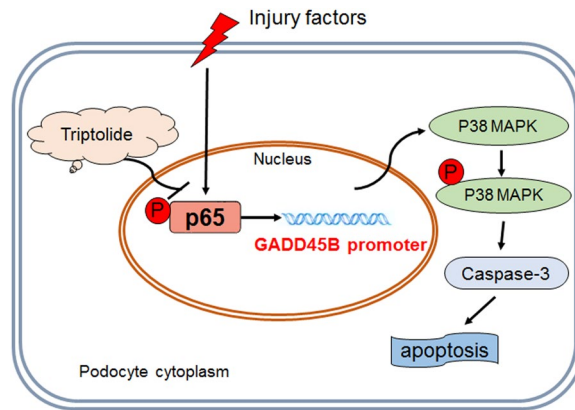 Injury factors
Triptolide
Nucleus
P
p65
GADD45B promoter
P38 MAPK
P
P38 MAPK
Caspase-3
apoptosis
Podocyte cytoplasm